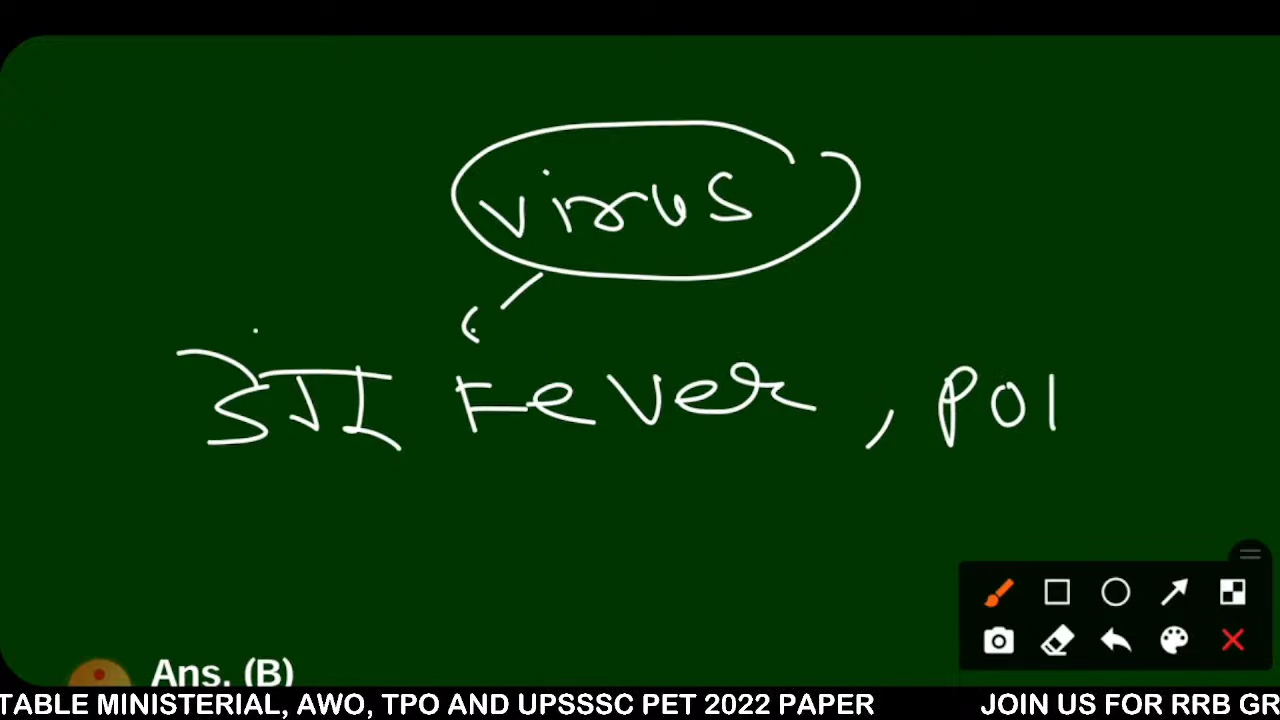 virus
डेंगू Fever, pol
Ans. (B)
TABLE MINISTERIAL, AWO, TPO AND UPSSSC PET 2022 PAPER JOIN US FOR RRB GR